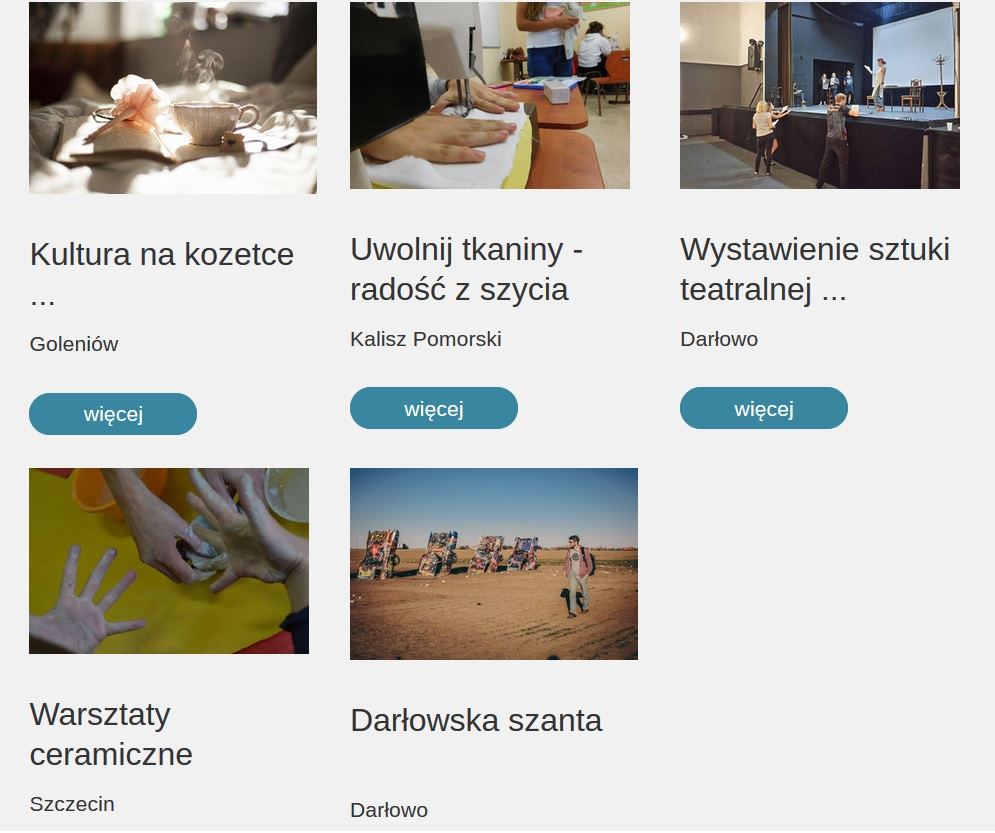 Kultura na kozetce
...
Goleniów
więcej
Uwolnij tkaniny -
radość z szycia
Kalisz Pomorski
więcej
Wystawienie sztuki
teatralnej ...
Darłowo
więcej
Warsztaty
ceramiczne
Szczecin
Darłowska szanta
Darłowo